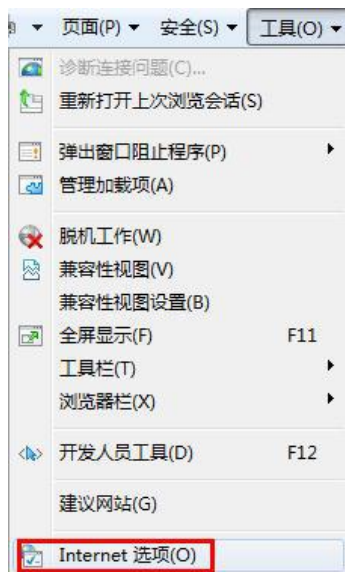 页面(P) 安全(S) 工具(O)
诊断连接问题(C)...
重新打开上次浏览会话(S)
弹出窗口阻止程序(P)
管理加载项(A)
脱机工作(W)
兼容性视图(V)
兼容性视图设置(B)
全屏显示(F) F11
工具栏(T)
浏览器栏(X)
开发人员工具(D) F12
建议网站(G)
Internet 选项(O)